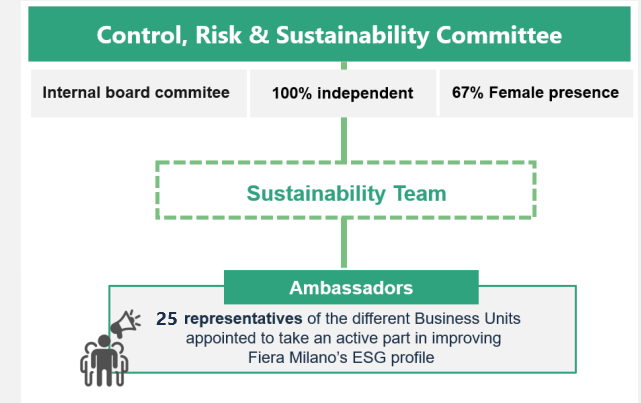 Control, Risk & Sustainability Committee
Internal board commitee
100% independent
67% Female presence
Sustainability Team
Ambassadors
25 representatives of the different Business Units
appointed to take an active part in improving
Fiera Milano's ESG profile